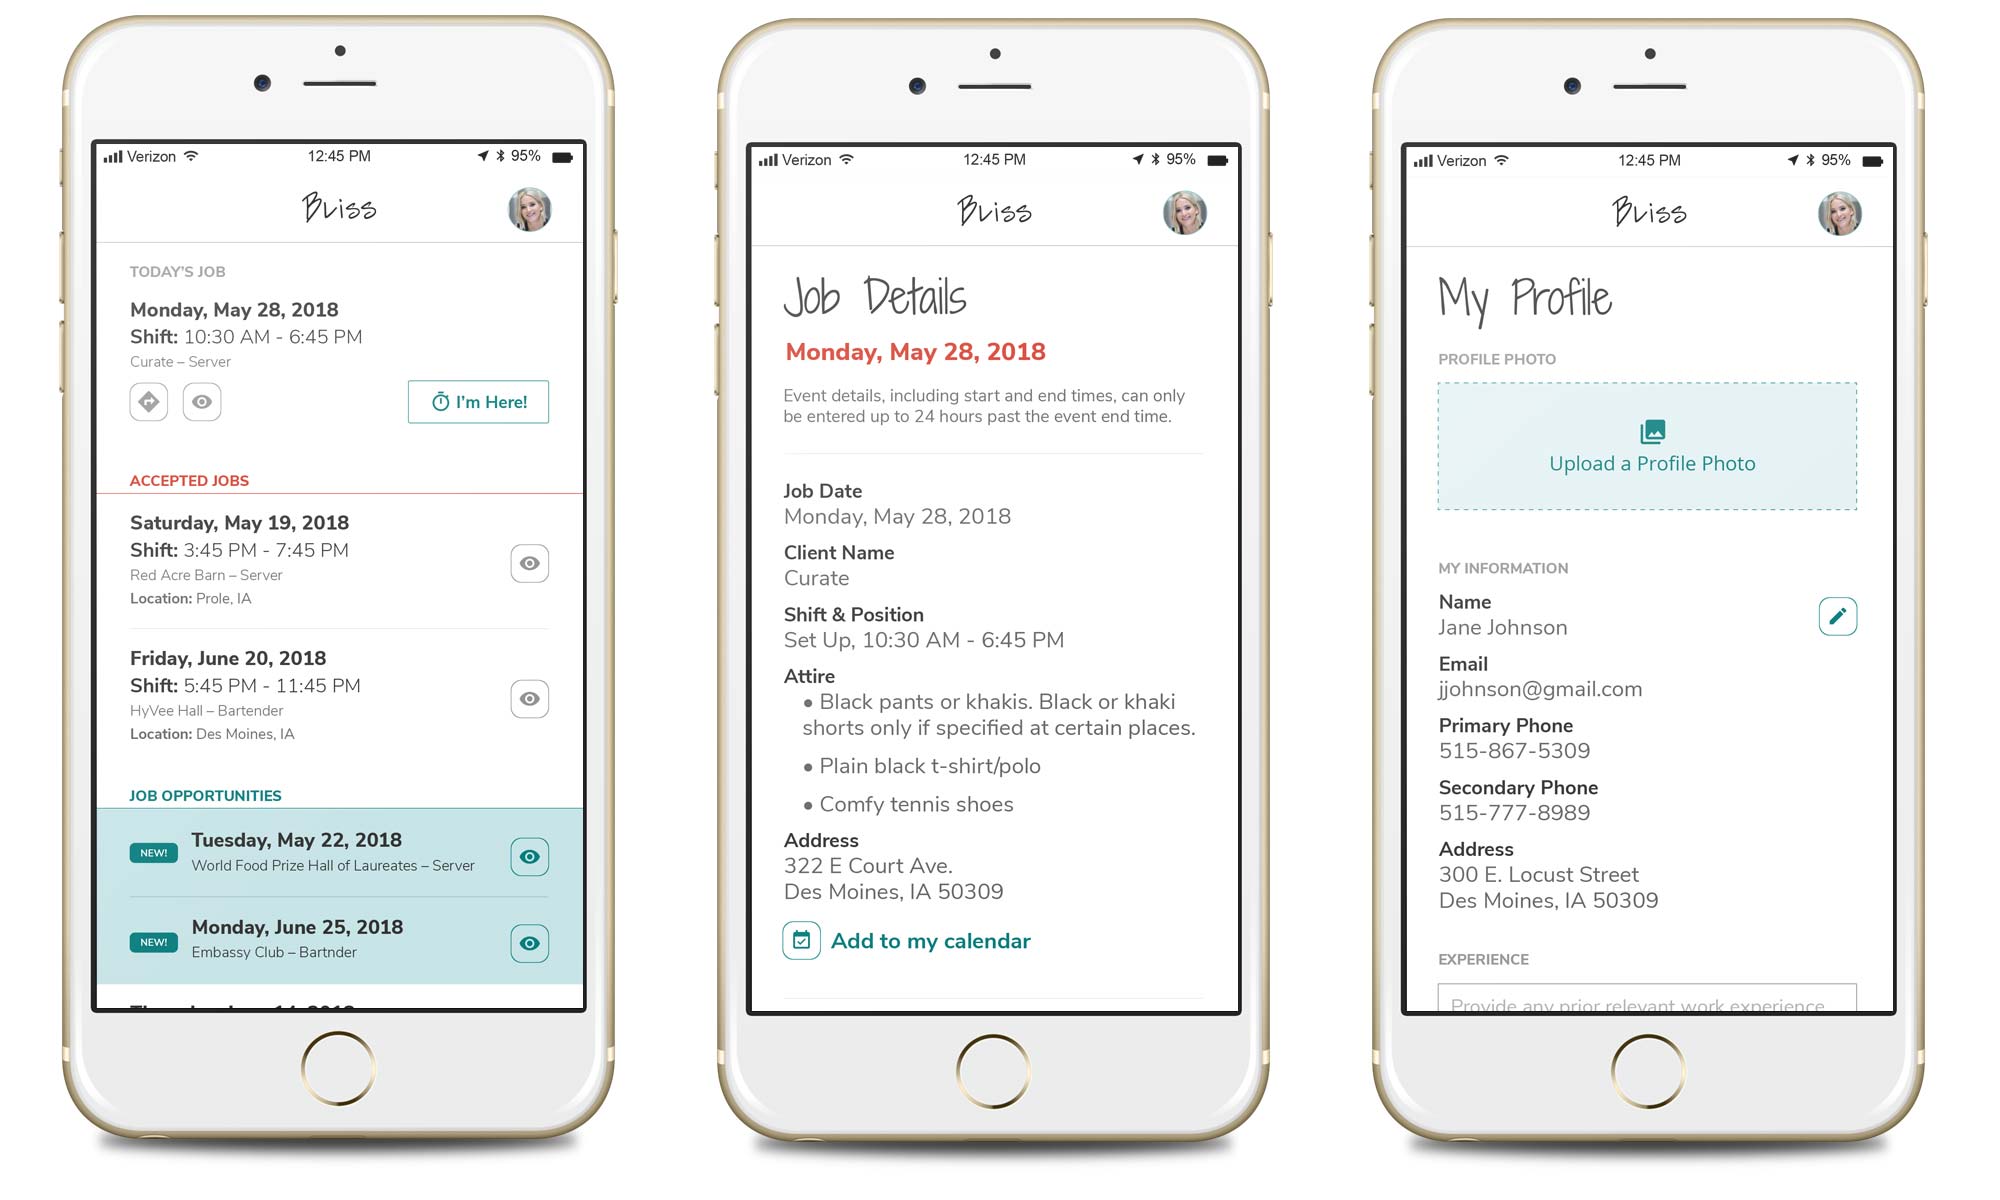 Verizon 12:45 PM 95%
Bliss
TODAY'S JOB
Monday, May 28, 2018
Shift: 10:30 AM - 6:45 PM
Curate – Server
I'm Here!
ACCEPTED JOBS
Saturday, May 19, 2018
Shift: 3:45 PM - 7:45 PM
Red Acre Barn – Server
Location: Prole, IA
Friday, June 20, 2018
Shift: 5:45 PM - 11:45 PM
HyVee Hall – Bartender
Location: Des Moines, IA
JOB OPPORTUNITIES
NEW! Tuesday, May 22, 2018
World Food Prize Hall of Laureates – Server
NEW! Monday, June 25, 2018
Embassy Club – Bartnder
Verizon 12:45 PM 95%
Bliss
Job Details
Monday, May 28, 2018
Event details, including start and end times, can only
be entered up to 24 hours past the event end time.
Job Date
Monday, May 28, 2018
Client Name
Curate
Shift & Position
Set Up, 10:30 AM - 6:45 PM
Attire
• Black pants or khakis. Black or khaki
shorts only if specified at certain places.
• Plain black t-shirt/polo
• Comfy tennis shoes
Address
322 E Court Ave.
Des Moines, IA 50309
Add to my calendar
Verizon 12:45 PM 95%
Bliss
My Profile
PROFILE PHOTO
Upload a Profile Photo
MY INFORMATION
Name
Jane Johnson
Email
jjohnson@gmail.com
Primary Phone
515-867-5309
Secondary Phone
515-777-8989
Address
300 E. Locust Street
Des Moines, IA 50309
EXPERIENCE
Provide any prior relevant work experience